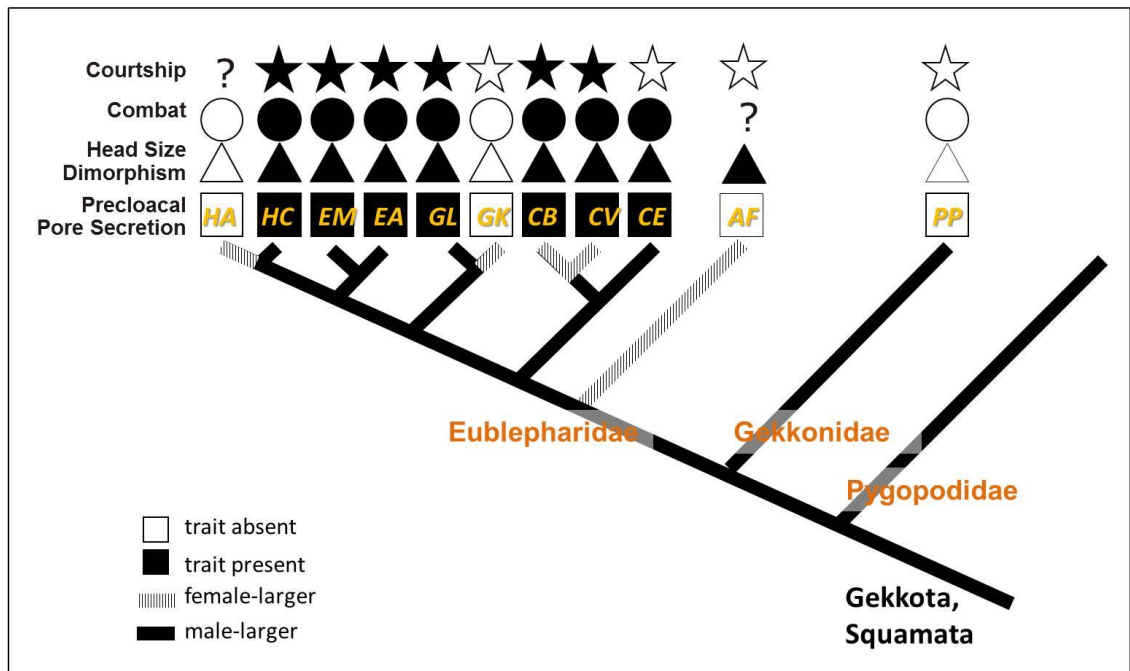 Courtship
?
Combat
?
Head Size
Dimorphism
Precloacal
Pore Secretion
HA HC EM EA GL GK CB CV CE AF PP
Eublepharidae
Gekkonidae
Pygopodidae
trait absent
trait present
female-larger
male-larger
Gekkota,
Squamata